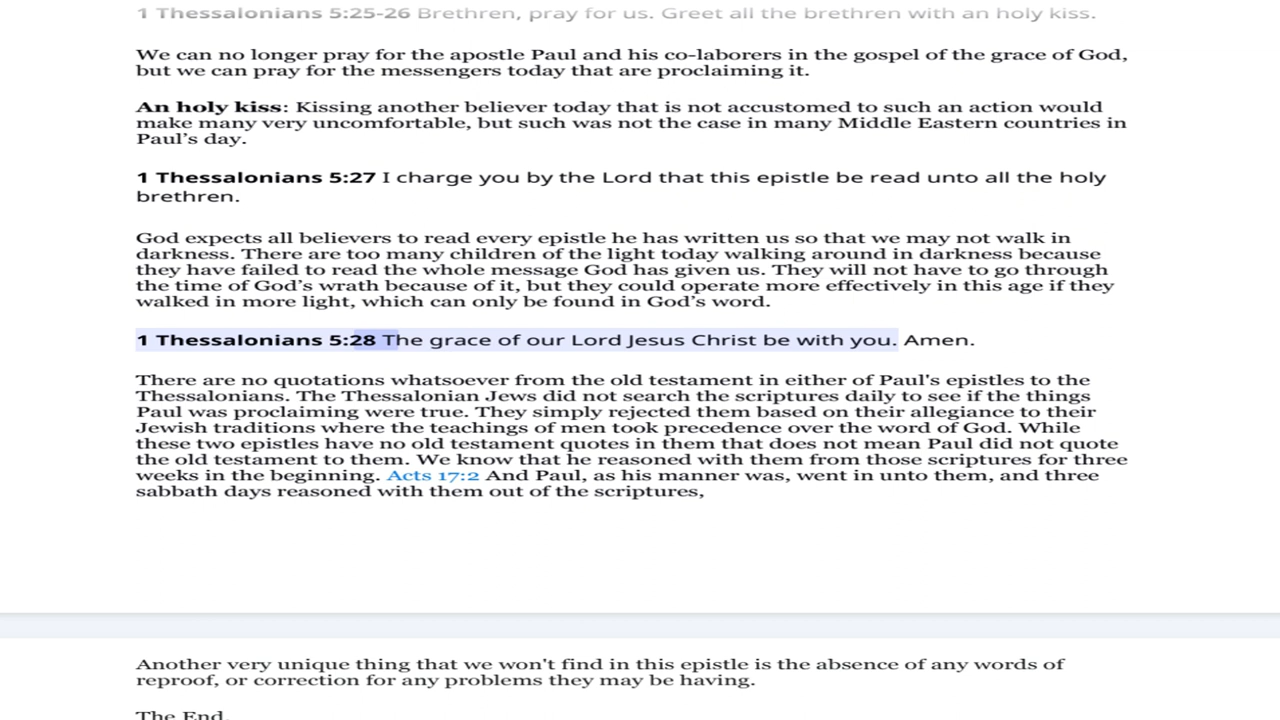 1 Thessalonians 5:25-26 Brethren, pray for us. Greet all the brethren with an holy kiss.
We can no longer pray for the apostle Paul and his co-laborers in the gospel of the grace of God,
but we can pray for the messengers today that are proclaiming it.
An holy kiss: Kissing another believer today that is not accustomed to such an action would
make many very uncomfortable, but such was not the case in many Middle Eastern countries in
Paul’s day.
1 Thessalonians 5:27 I charge you by the Lord that this epistle be read unto all the holy
brethren.
God expects all believers to read every epistle he has written us so that we may not walk in
darkness. There are too many children of the light today walking around in darkness because
they have failed to read the whole message God has given us. They will not have to go through
the time of God’s wrath because of it, but they could operate more effectively in this age if they
walked in more light, which can only be found in God’s word.
1 Thessalonians 5:28 The grace of our Lord Jesus Christ be with you. Amen.
There are no quotations whatsoever from the old testament in either of Paul's epistles to the
Thessalonians. The Thessalonian Jews did not search the scriptures daily to see if the things
Paul was proclaiming were true. They simply rejected them based on their allegiance to their
Jewish traditions where the teachings of men took precedence over the word of God. While
these two epistles have no old testament quotes in them that does not mean Paul did not quote
the old testament to them. We know that he reasoned with them from those scriptures for three
weeks in the beginning. Acts 17:2 And Paul, as his manner was, went in unto them, and three
sabbath days reasoned with them out of the scriptures,
Another very unique thing that we won't find in this epistle is the absence of any words of
reproof, or correction for any problems they may be having.
The End.